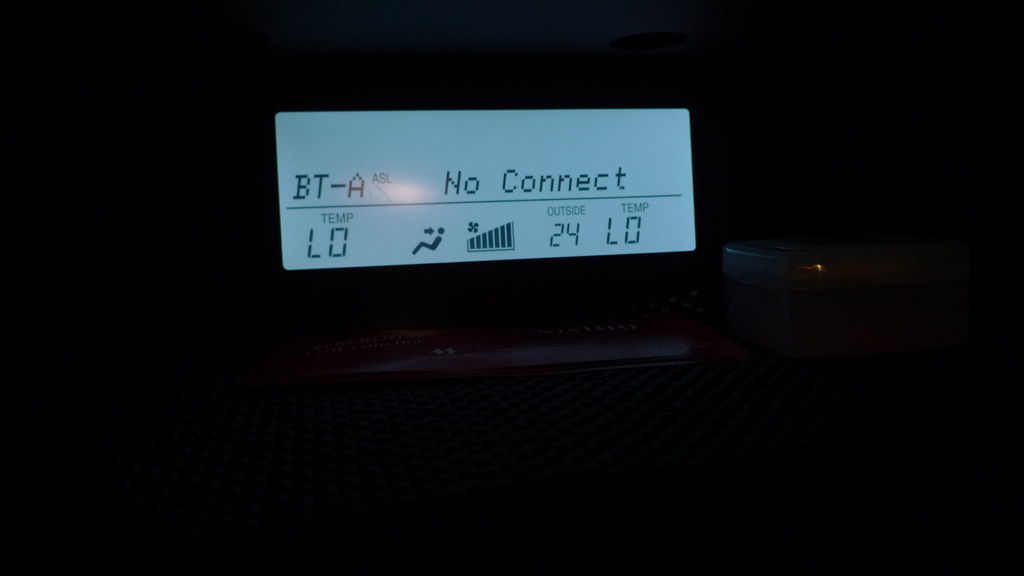 BT-A ASL No Connect
TEMP OUTSIDE TEMP
LO 24 LO